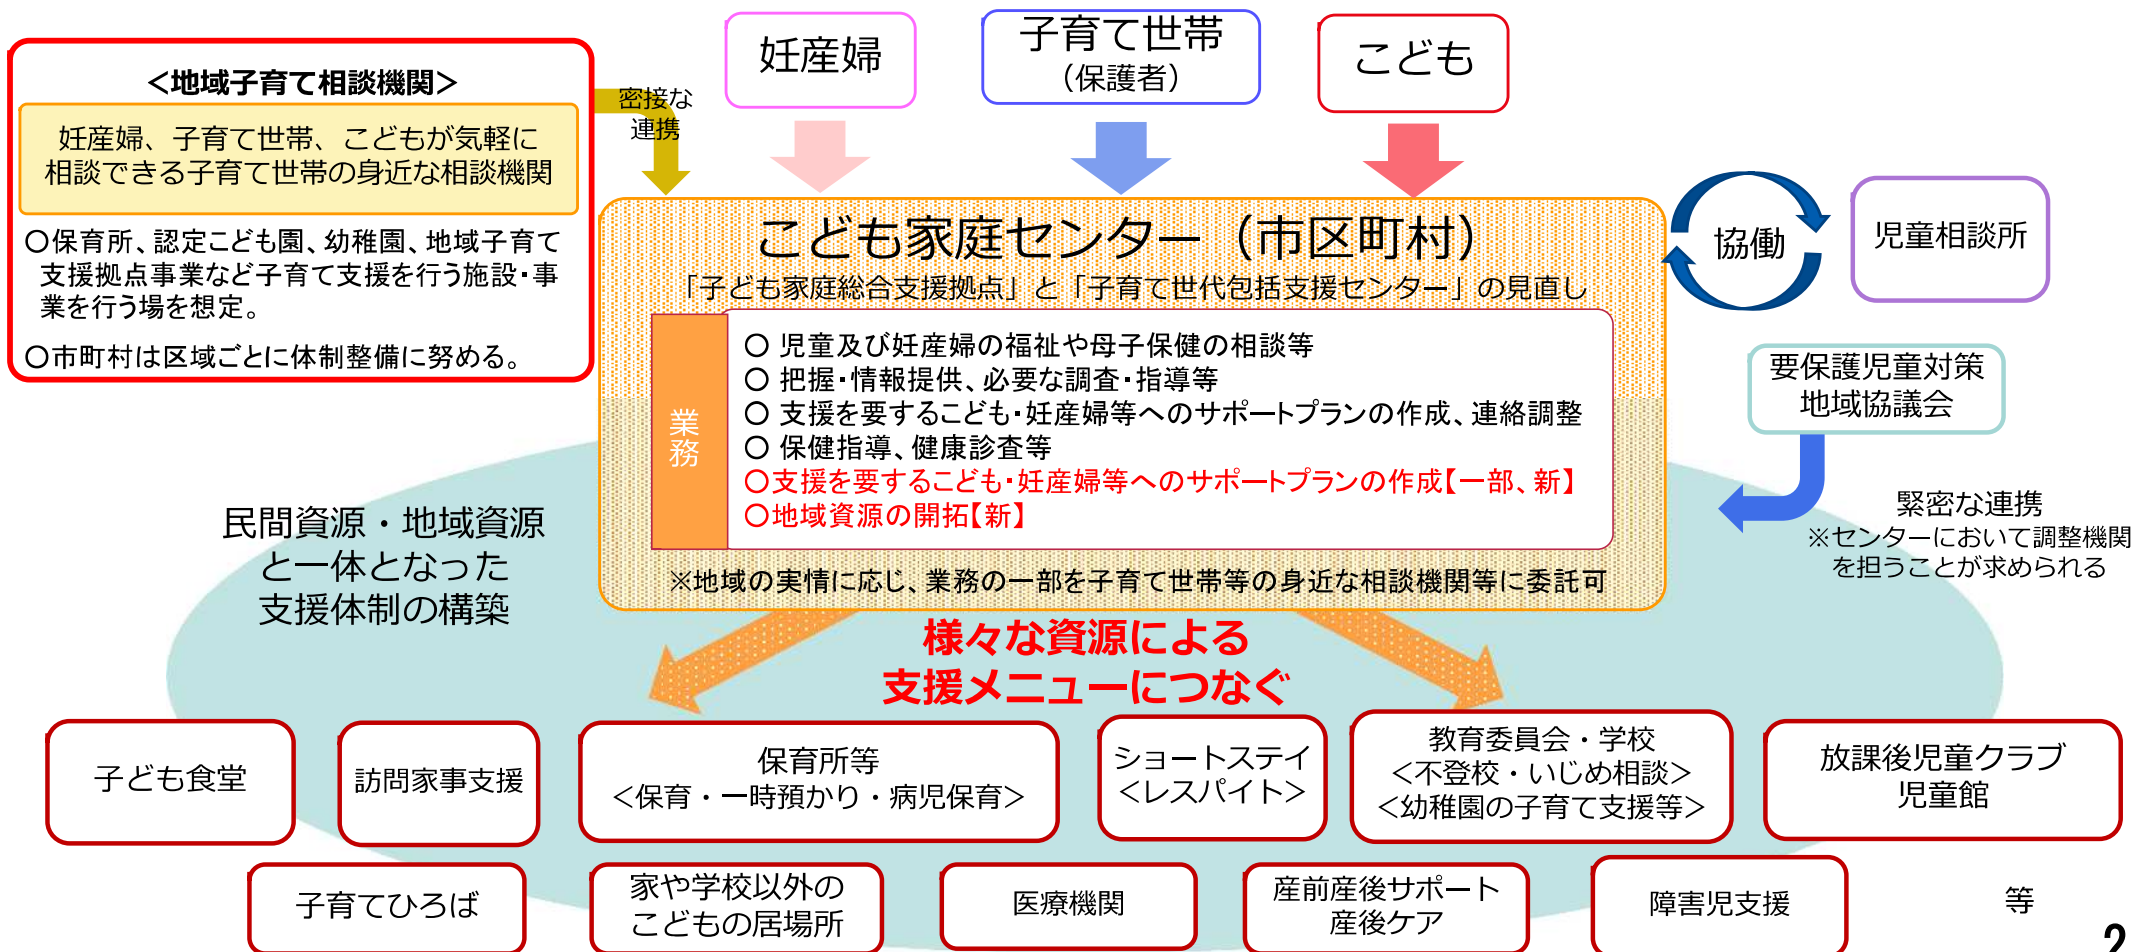 <地域子育て相談機関>
妊産婦、子育て世帯、こどもが気軽に
相談できる子育て世帯の身近な相談機関
○保育所、認定こども園、幼稚園、地域子育て
支援拠点事業など子育て支援を行う施設・事
業を行う場を想定。
○市町村は区域ごとに体制整備に努める。
密接な
連携
妊産婦
子育て世帯
（保護者）
こども
こども家庭センター（市区町村）
「子ども家庭総合支援拠点」と「子育て世代包括支援センター」の見直し
業務
○ 児童及び妊産婦の福祉や母子保健の相談等
○ 把握・情報提供、必要な調査・指導等
○ 支援を要するこども・妊産婦等へのサポートプランの作成、連絡調整
○ 保健指導、健康診査等
○支援を要するこども・妊産婦等へのサポートプランの作成【一部、新】
○地域資源の開拓【新】
※地域の実情に応じ、業務の一部を子育て世帯等の身近な相談機関等に委託可
協働
児童相談所
要保護児童対策
地域協議会
緊密な連携
※センターにおいて調整機関
を担うことが求められる
民間資源・地域資源
と一体となった
支援体制の構築
様々な資源による
支援メニューにつなぐ
子ども食堂
訪問家事支援
保育所等
<保育・一時預かり・病児保育>
ショートステイ
<レスパイト>
教育委員会・学校
<不登校・いじめ相談>
<幼稚園の子育て支援等>
放課後児童クラブ
児童館
子育てひろば
家や学校以外の
こどもの居場所
医療機関
産前産後サポート
産後ケア
障害児支援
等
2